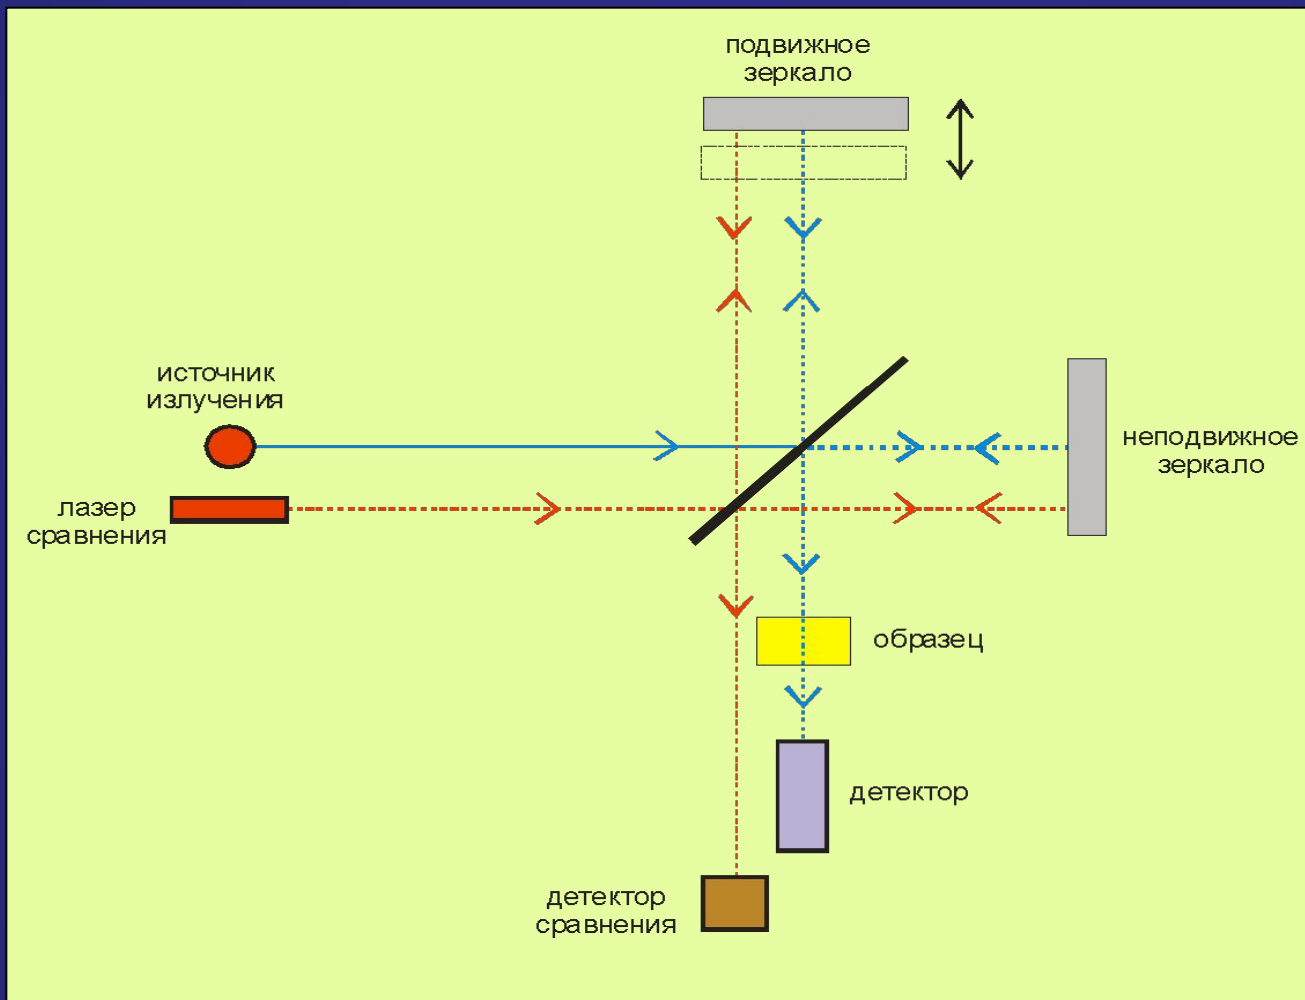 подвижное
зеркало
источник
излучения
неподвижное
зеркало
лазер
сравнения
образец
детектор
детектор
сравнения